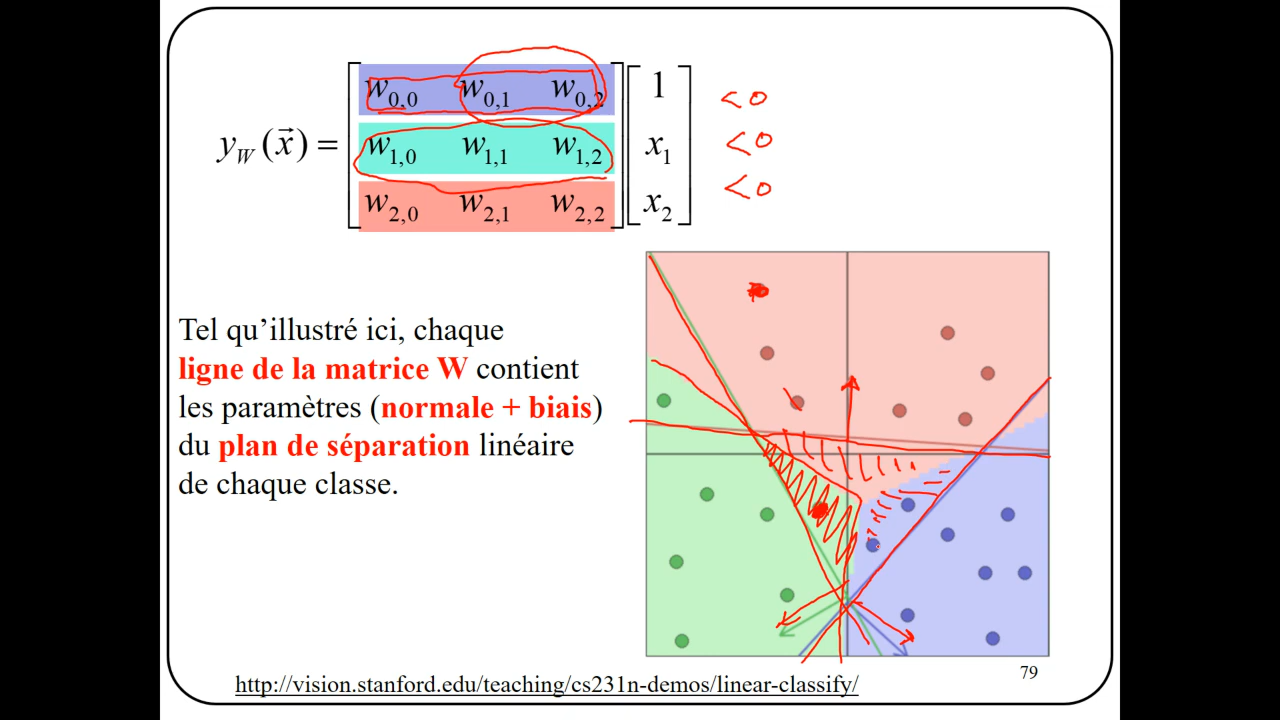 y_W(x⃗) = [w_{0,0} w_{0,1} w_{0,2}] [1] <0
[w_{1,0} w_{1,1} w_{1,2}] [x_1] <0
[w_{2,0} w_{2,1} w_{2,2}] [x_2] <0
Tel qu'illustré ici, chaque
ligne de la matrice W contient
les paramètres (normale + biais)
du plan de séparation linéaire
de chaque classe.
79
http://vision.stanford.edu/teaching/cs231n-demos/linear-classify/